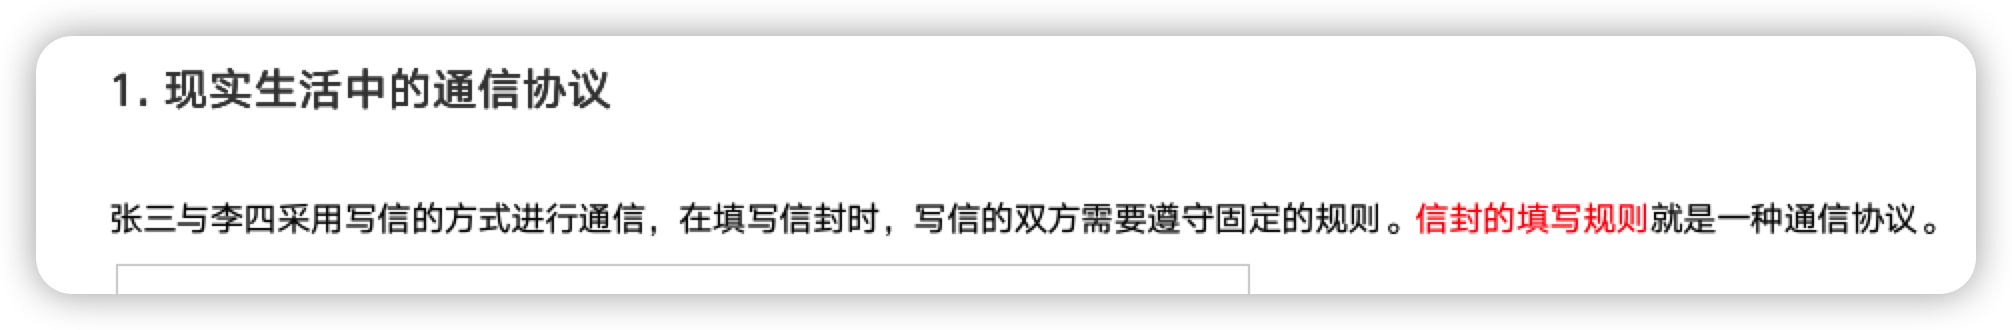 1. 现实生活中的通信协议
张三与李四采用写信的方式进行通信，在填写信封时，写信的双方需要遵守固定的规则。信封的填写规则就是一种通信协议。